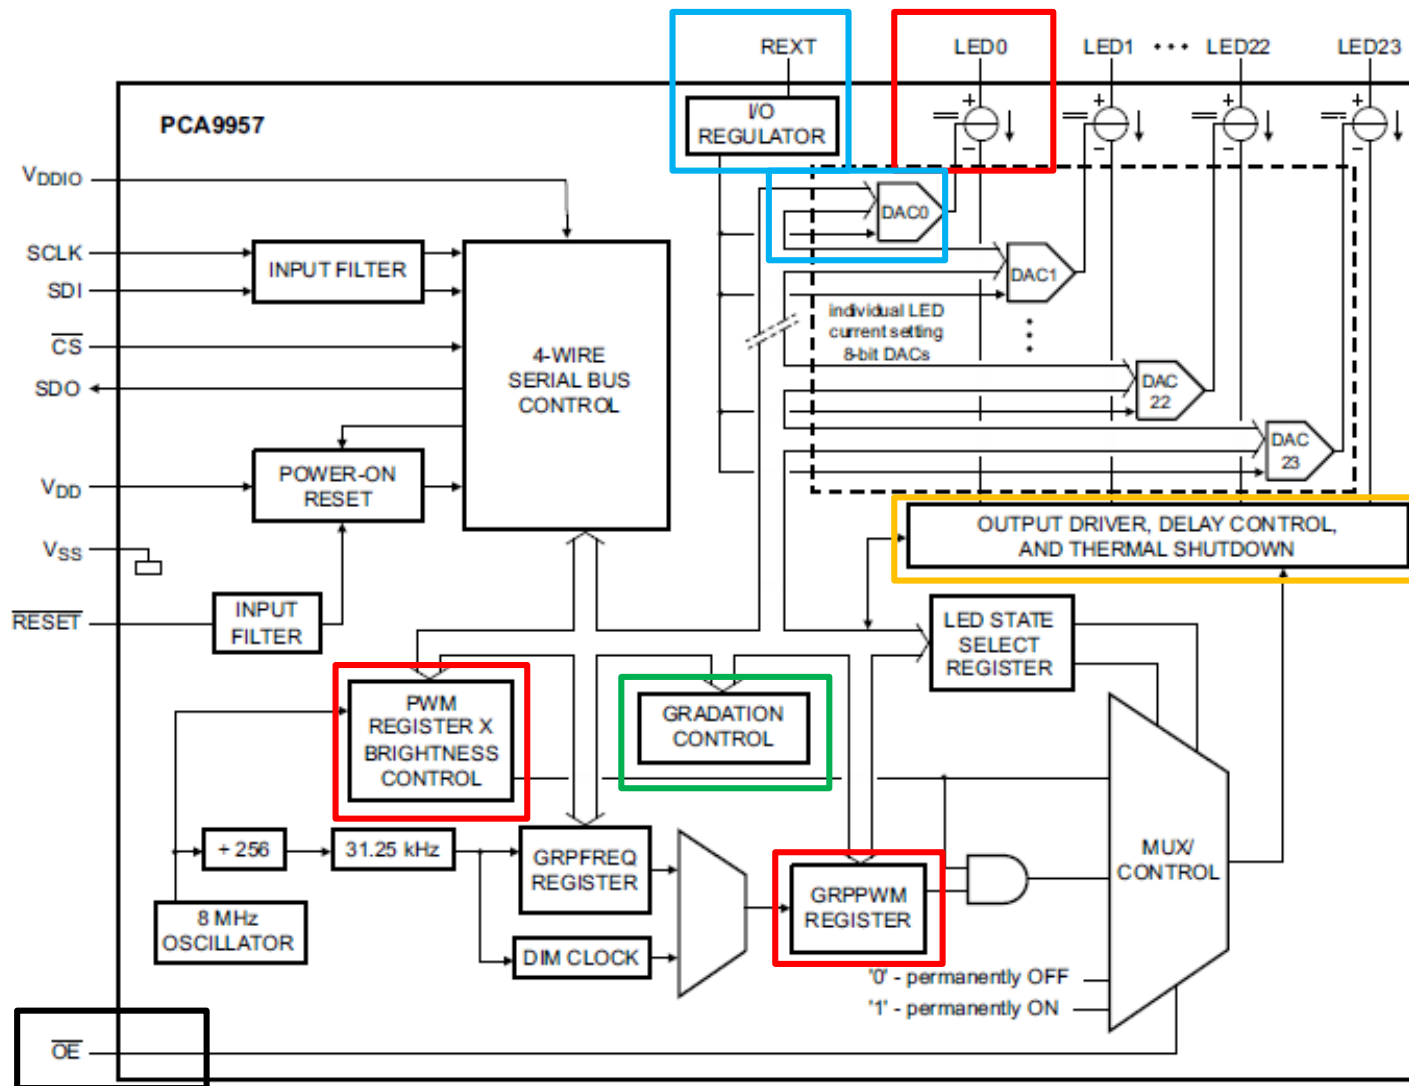 REXT
LED0
LED1 ••• LED22
LED23
PCA9957
I/O
REGULATOR
+
−
+
−
+
−
+
−
VDDIO
SCLK
SDI
INPUT FILTER
CS
SDO
4-WIRE
SERIAL BUS
CONTROL
DAC0
DAC1
individual LED
current setting
8-bit DACs
DAC
22
DAC
23
POWER-ON
RESET
VDD
VSS
RESET
INPUT
FILTER
OUTPUT DRIVER, DELAY CONTROL,
AND THERMAL SHUTDOWN
LED STATE
SELECT
REGISTER
PWM
REGISTER X
BRIGHTNESS
CONTROL
GRADATION
CONTROL
÷ 256
31.25 kHz
GRPFREQ
REGISTER
8 MHz
OSCILLATOR
DIM CLOCK
GRPPWM
REGISTER
MUX/
CONTROL
'0' - permanently OFF
'1' - permanently ON
OE